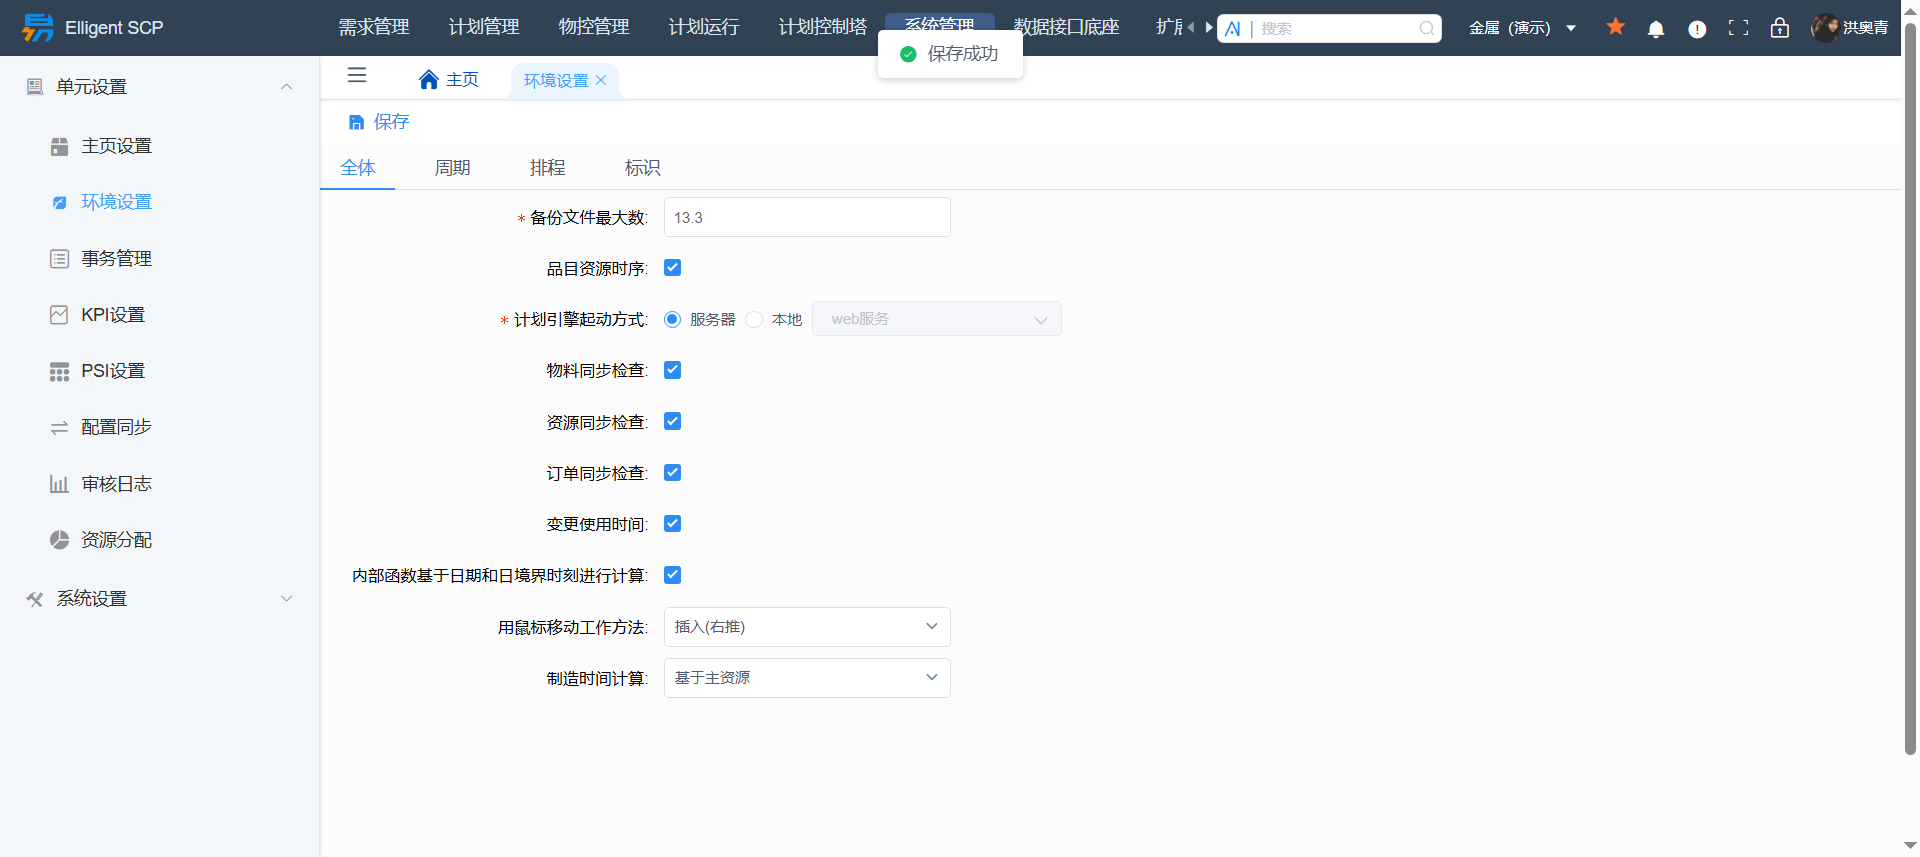 Elligent SCP
需求管理
计划管理
物控管理
计划运行
计划控制塔
系统管理
数据接口底座
AI
搜索
金属（演示）
洪奥青
保存成功
单元设置
主页设置
环境设置
事务管理
KPI设置
PSI设置
配置同步
审核日志
资源分配
系统设置
主页
环境设置
保存
全体
周期
排程
标识
* 备份文件最大数: 13.3
品目资源时序:
* 计划引擎起动方式: 服务器 本地 web服务
物料同步检查:
资源同步检查:
订单同步检查:
变更使用时间:
内部函数基于日期和日境界时刻进行计算:
用鼠标移动工作方法: 插入(右推)
制造时间计算: 基于主资源